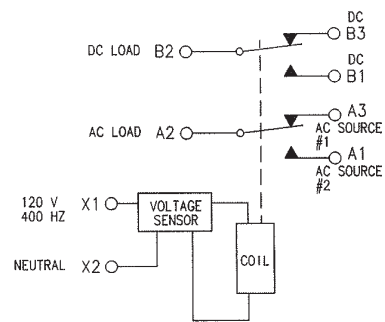 DC
B3
DC LOAD B2
DC
B1
A3
AC LOAD A2
AC SOURCE
#1
A1
AC SOURCE
#2
120 V
400 HZ
X1
VOLTAGE
SENSOR
NEUTRAL X2
COIL